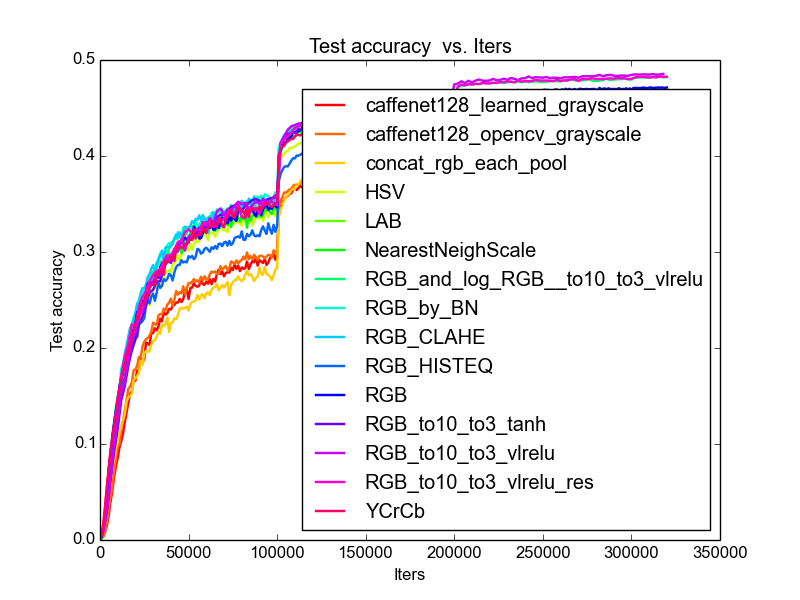 Test accuracy  vs. Iters
0.5
0.4
0.3
0.2
0.1
0.0
Test accuracy
caffenet128_learned_grayscale
caffenet128_opencv_grayscale
concat_rgb_each_pool
HSV
LAB
NearestNeighScale
RGB_and_log_RGB__to10_to3_vlrelu
RGB_by_BN
RGB_CLAHE
RGB_HISTEQ
RGB
RGB_to10_to3_tanh
RGB_to10_to3_vlrelu
RGB_to10_to3_vlrelu_res
YCrCb
0 50000 100000 150000 200000 250000 300000 350000
Iters